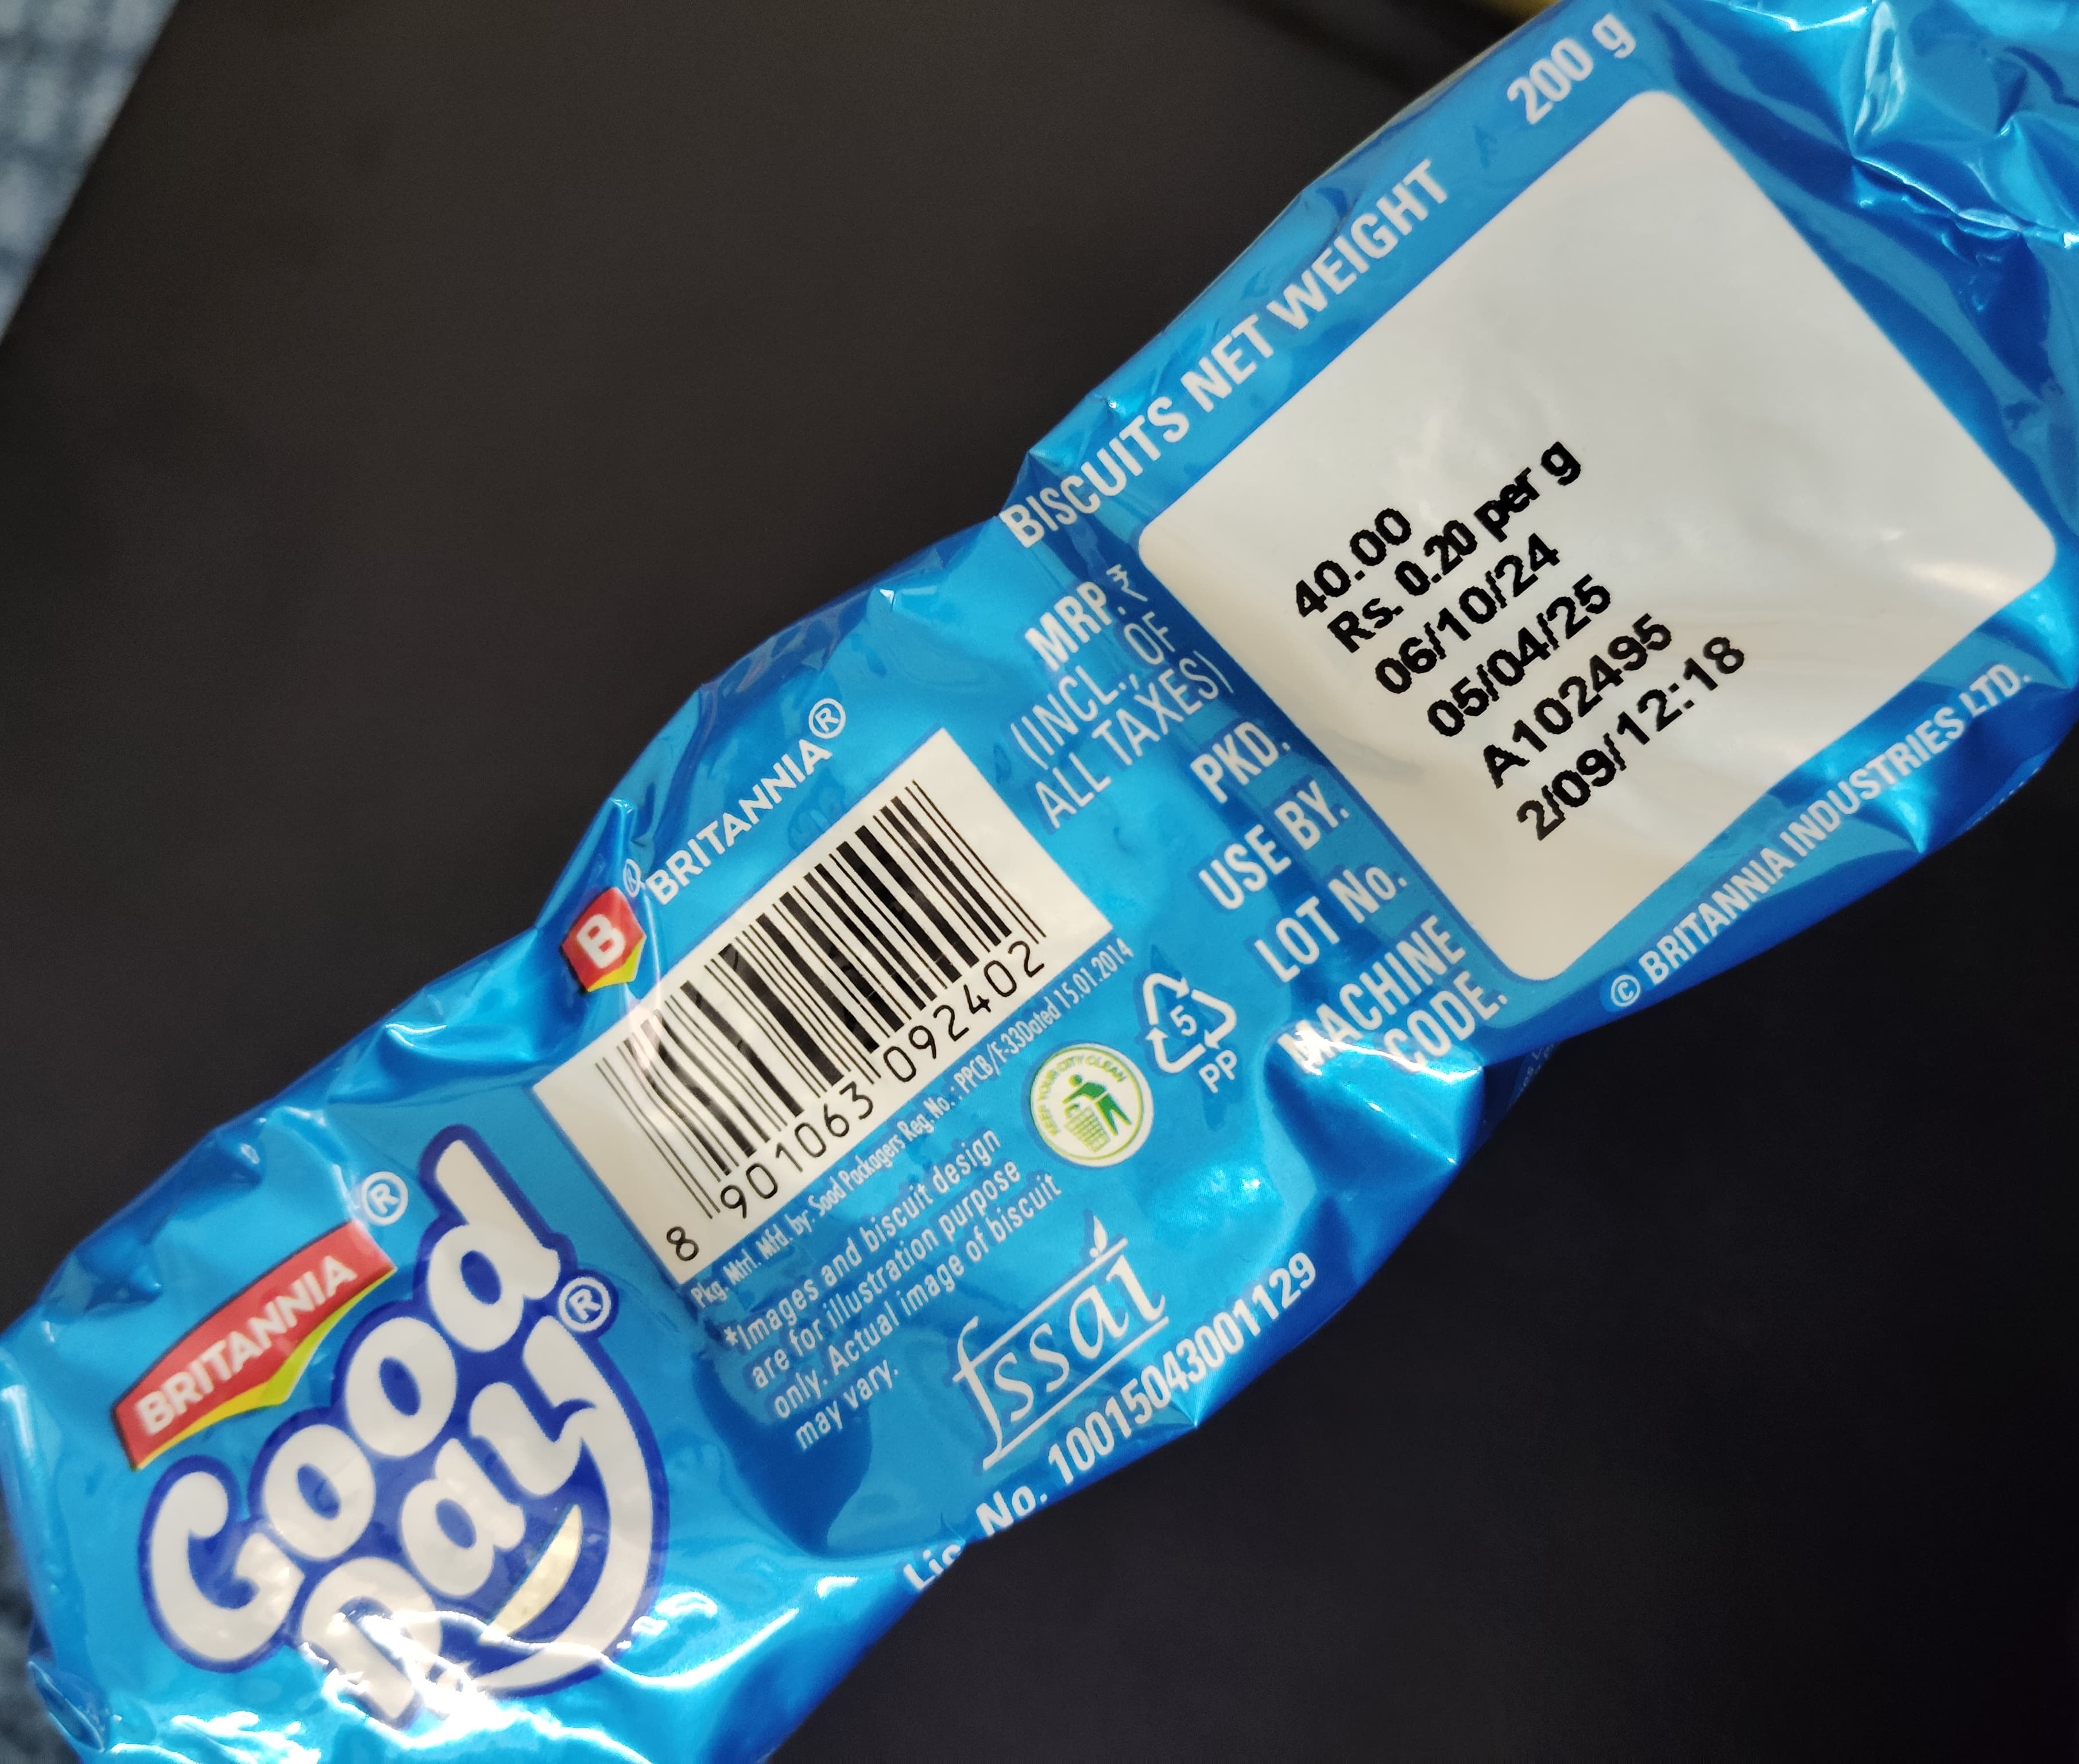 BRITANNIA®
Good
Day®
B® BRITANNIA®
8 901063 092402
Pkg. Mtrl. Mfd. by: Sood Packagers Reg. No.: PPCB/F-33Dated 15.01.2014
*Images and biscuit design
are for illustration purpose
only. Actual image of biscuit
may vary.
KEEP YOUR CITY CLEAN
5
PP
fssai
Lic No. 10015043001129
BISCUITS NET WEIGHT 200 g
MRP.₹
(INCL., OF
ALL TAXES)
PKD.
USE BY.
LOT No.
MACHINE
CODE.
40.00
Rs. 0.20 per g
06/10/24
05/04/25
A102495
2/09/12:18
© BRITANNIA INDUSTRIES LTD.